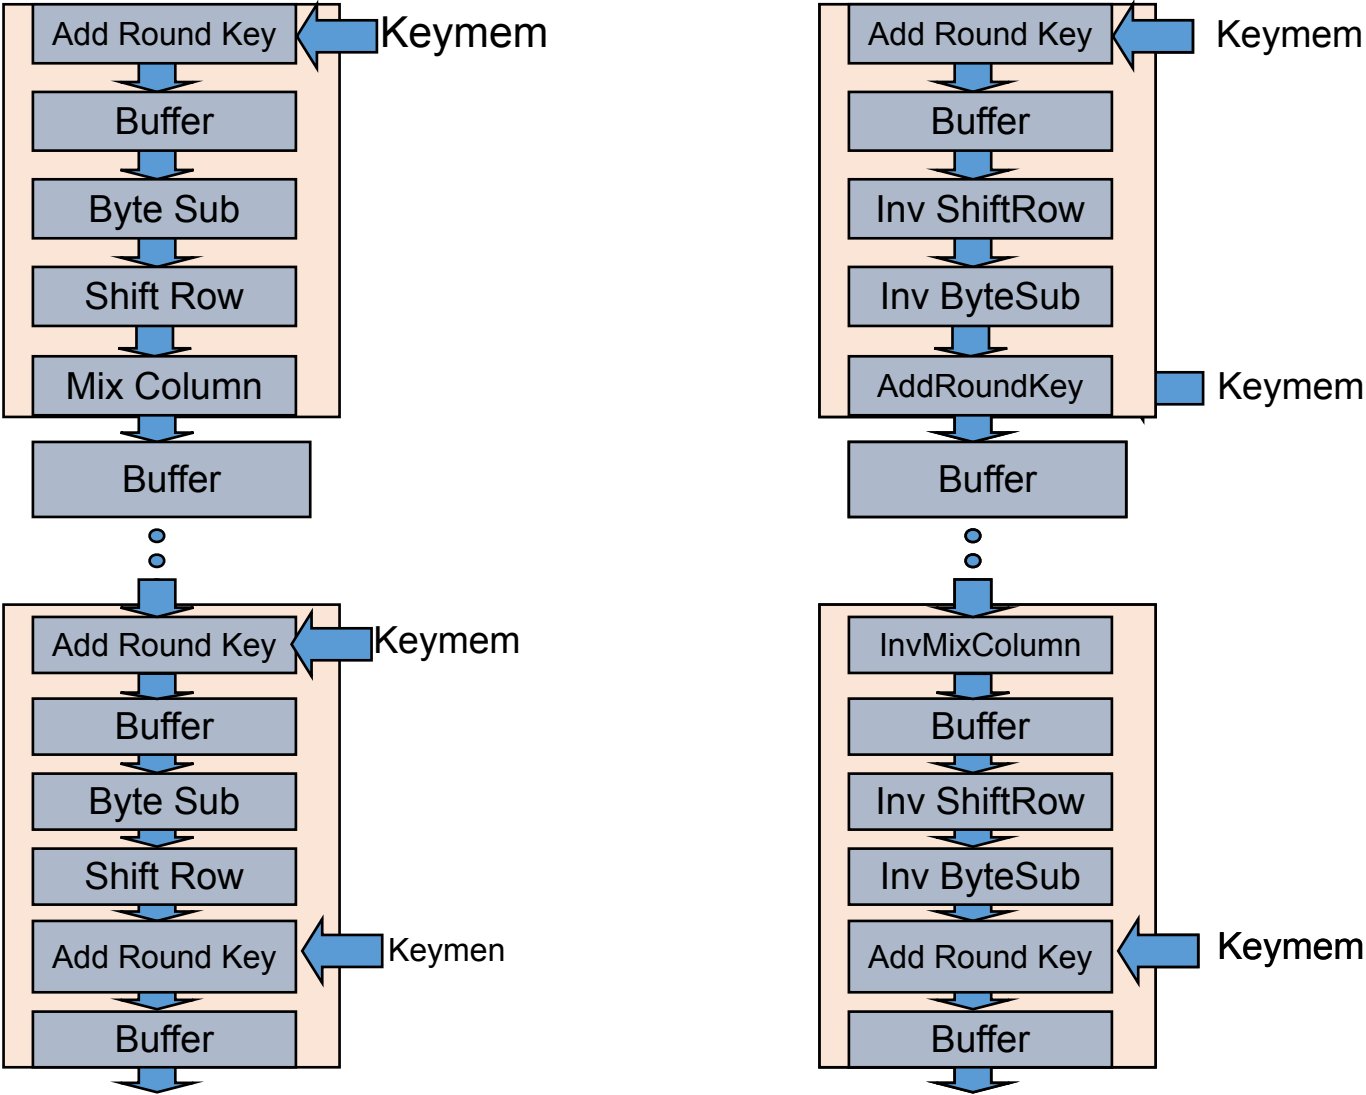 Add Round Key
Keymem
Buffer
Byte Sub
Shift Row
Mix Column
Buffer
Add Round Key
Keymem
Buffer
Byte Sub
Shift Row
Add Round Key
Keymen
Buffer
Add Round Key
Keymem
Buffer
Inv ShiftRow
Inv ByteSub
AddRoundKey
Keymem
Buffer
InvMixColumn
Buffer
Inv ShiftRow
Inv ByteSub
Add Round Key
Keymem
Buffer